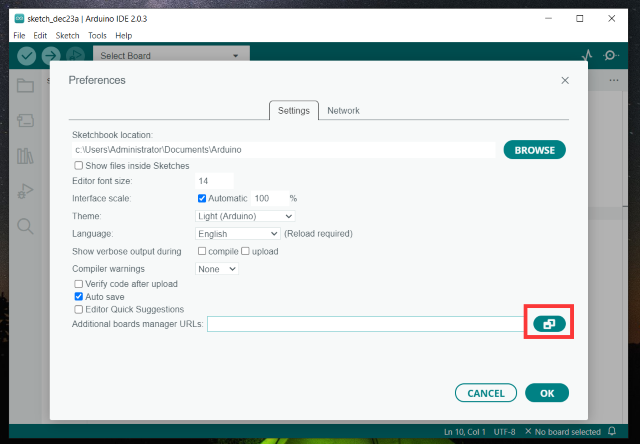 sketch_dec23a | Arduino IDE 2.0.3
File Edit Sketch Tools Help
Select Board
Preferences
Settings Network
Sketchbook location:
c:\Users\Administrator\Documents\Arduino
BROWSE
Show files inside Sketches
Editor font size: 14
Interface scale: Automatic 100 %
Theme: Light (Arduino)
Language: English (Reload required)
Show verbose output during compile upload
Compiler warnings None
Verify code after upload
Auto save
Editor Quick Suggestions
Additional boards manager URLs:
CANCEL OK
Ln 10, Col 1 UTF-8 No board selected